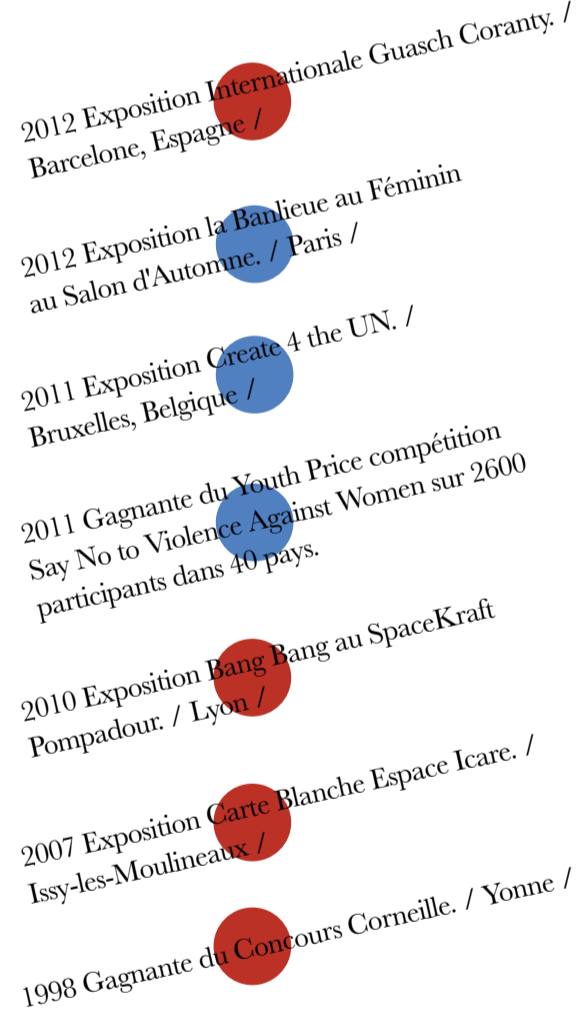 2012 Exposition Internationale Guasch Coranty. /
Barcelone, Espagne /
2012 Exposition la Banlieue au Féminin
au Salon d'Automne. / Paris /
2011 Exposition Create 4 the UN. /
Bruxelles, Belgique /
2011 Gagnante du Youth Price compétition
Say No to Violence Against Women sur 2600
participants dans 40 pays.
2010 Exposition Bang Bang au SpaceKraft
Pompadour. / Lyon /
2007 Exposition Carte Blanche Espace Icare. /
Issy-les-Moulineaux /
1998 Gagnante du Concours Corneille. / Yonne /